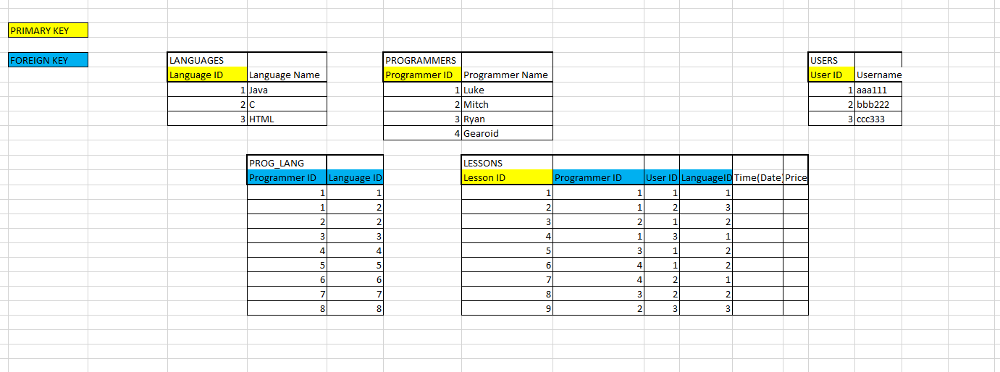 PRIMARY KEY
FOREIGN KEY
LANGUAGES
Language ID Language Name
1 Java
2 C
3 HTML
PROGRAMMERS
Programmer ID Programmer Name
1 Luke
2 Mitch
3 Ryan
4 Gearoid
USERS
User ID Username
1 aaa111
2 bbb222
3 ccc333
PROG_LANG
Programmer ID Language ID
1 1
1 2
2 2
3 3
4 4
5 5
6 6
7 7
8 8
LESSONS
Lesson ID Programmer ID User ID LanguageID Time(Date) Price
1 1 1 1
2 1 2 3
3 2 1 2
4 1 3 1
5 3 1 2
6 4 1 2
7 4 2 1
8 3 2 2
9 2 3 3